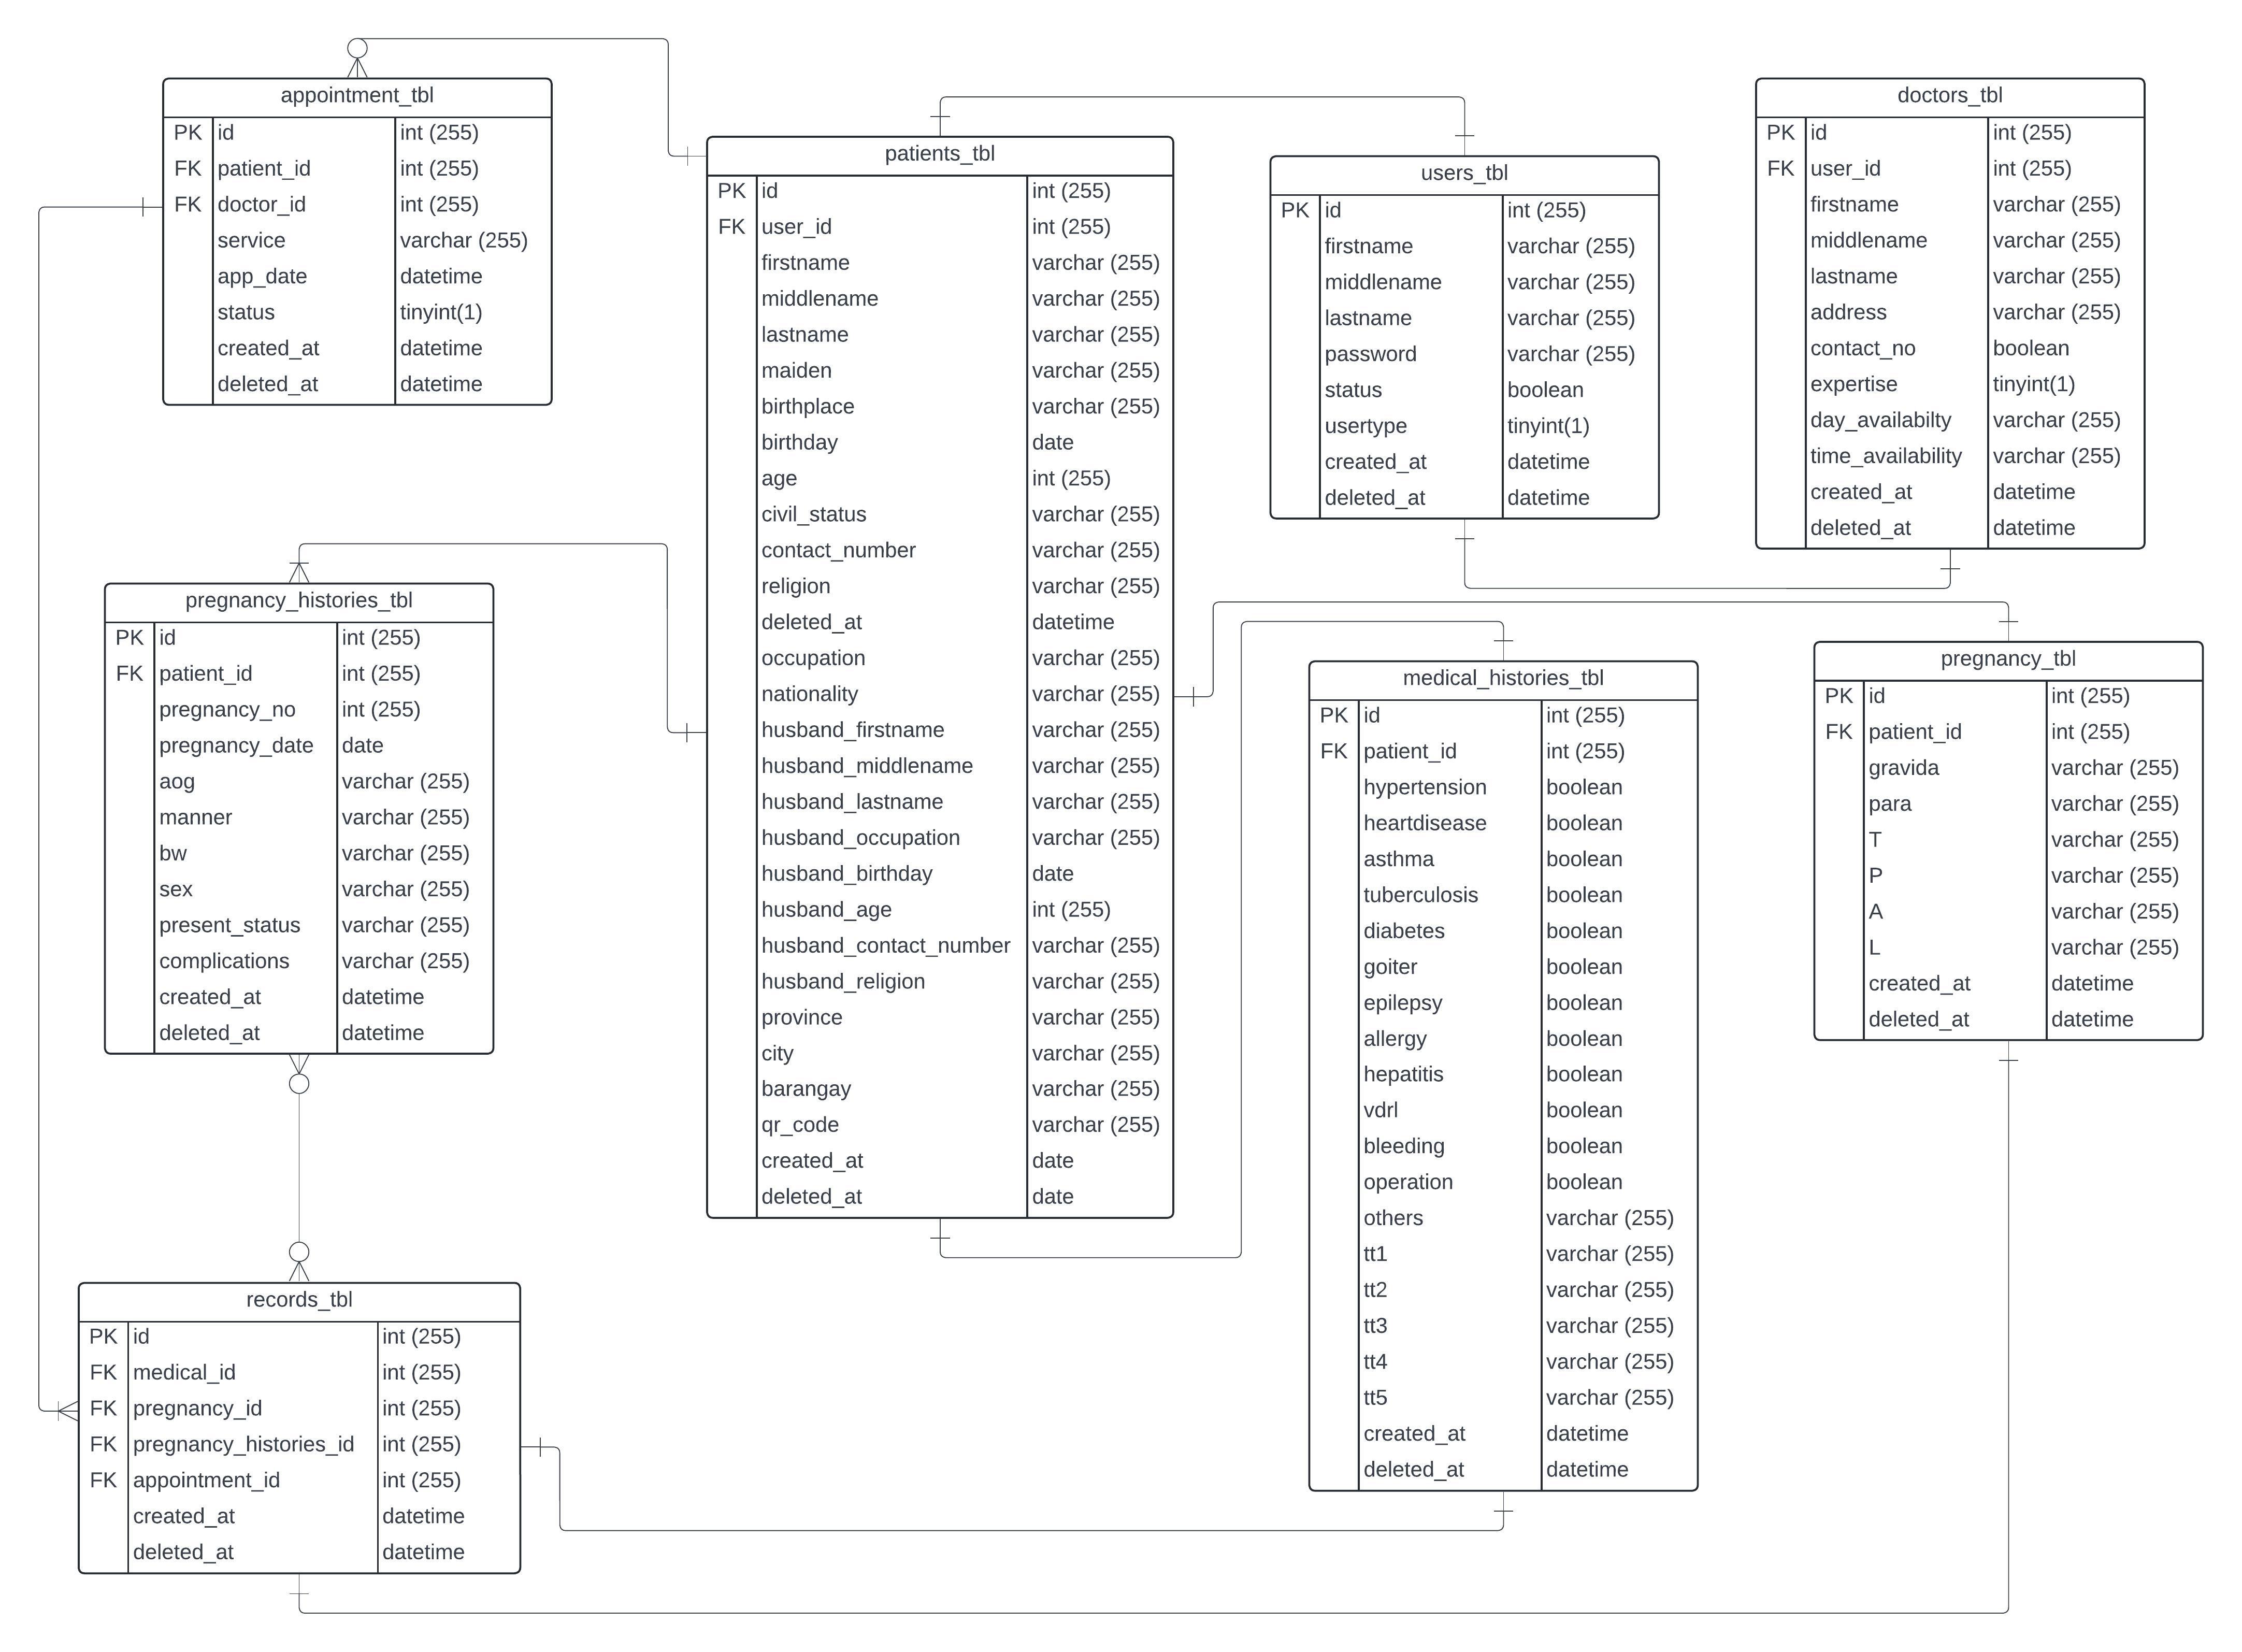 appointment_tbl
PK id int (255)
FK patient_id int (255)
FK doctor_id int (255)
service varchar (255)
app_date datetime
status tinyint(1)
created_at datetime
deleted_at datetime
patients_tbl
PK id int (255)
FK user_id int (255)
firstname varchar (255)
middlename varchar (255)
lastname varchar (255)
maiden varchar (255)
birthplace varchar (255)
birthday date
age int (255)
civil_status varchar (255)
contact_number varchar (255)
religion varchar (255)
deleted_at datetime
occupation varchar (255)
nationality varchar (255)
husband_firstname varchar (255)
husband_middlename varchar (255)
husband_lastname varchar (255)
husband_occupation varchar (255)
husband_birthday date
husband_age int (255)
husband_contact_number varchar (255)
husband_religion varchar (255)
province varchar (255)
city varchar (255)
barangay varchar (255)
qr_code varchar (255)
created_at date
deleted_at date
users_tbl
PK id int (255)
firstname varchar (255)
middlename varchar (255)
lastname varchar (255)
password varchar (255)
status boolean
usertype tinyint(1)
created_at datetime
deleted_at datetime
doctors_tbl
PK id int (255)
FK user_id int (255)
firstname varchar (255)
middlename varchar (255)
lastname varchar (255)
address varchar (255)
contact_no boolean
expertise tinyint(1)
day_availabilty varchar (255)
time_availability varchar (255)
created_at datetime
deleted_at datetime
pregnancy_histories_tbl
PK id int (255)
FK patient_id int (255)
pregnancy_no int (255)
pregnancy_date date
aog varchar (255)
manner varchar (255)
bw varchar (255)
sex varchar (255)
present_status varchar (255)
complications varchar (255)
created_at datetime
deleted_at datetime
medical_histories_tbl
PK id int (255)
FK patient_id int (255)
hypertension boolean
heartdisease boolean
asthma boolean
tuberculosis boolean
diabetes boolean
goiter boolean
epilepsy boolean
allergy boolean
hepatitis boolean
vdrl boolean
bleeding boolean
operation boolean
others varchar (255)
tt1 varchar (255)
tt2 varchar (255)
tt3 varchar (255)
tt4 varchar (255)
tt5 varchar (255)
created_at datetime
deleted_at datetime
pregnancy_tbl
PK id int (255)
FK patient_id int (255)
gravida varchar (255)
para varchar (255)
T varchar (255)
P varchar (255)
A varchar (255)
L varchar (255)
created_at datetime
deleted_at datetime
records_tbl
PK id int (255)
FK medical_id int (255)
FK pregnancy_id int (255)
FK pregnancy_histories_id int (255)
FK appointment_id int (255)
created_at datetime
deleted_at datetime